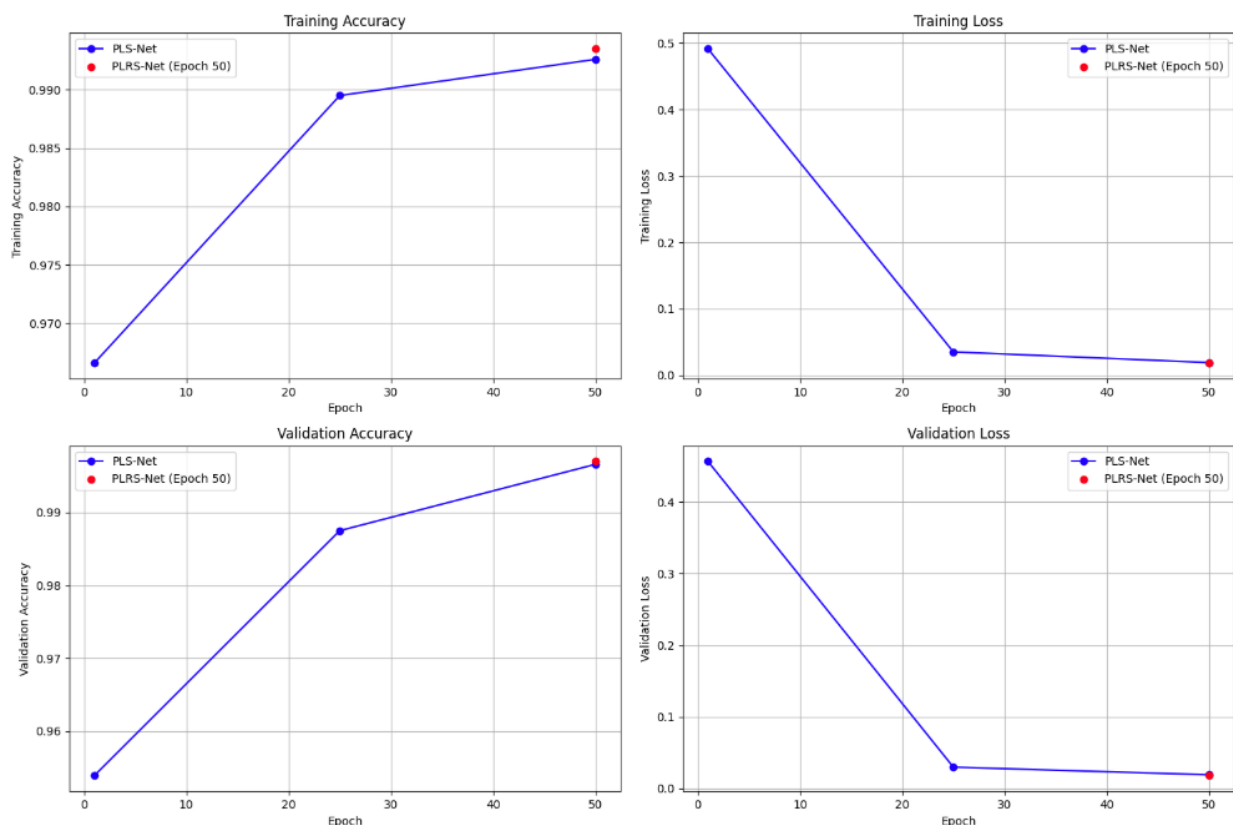 Training Accuracy
PLS-Net
PLRS-Net (Epoch 50)
0.990
0.985
0.980
0.975
0.970
Training Accuracy
0 10 20 30 40 50
Epoch
Training Loss
PLS-Net
PLRS-Net (Epoch 50)
0.5
0.4
0.3
0.2
0.1
0.0
Training Loss
0 10 20 30 40 50
Epoch
Validation Accuracy
PLS-Net
PLRS-Net (Epoch 50)
0.99
0.98
0.97
0.96
Validation Accuracy
0 10 20 30 40 50
Epoch
Validation Loss
PLS-Net
PLRS-Net (Epoch 50)
0.4
0.3
0.2
0.1
0.0
Validation Loss
0 10 20 30 40 50
Epoch